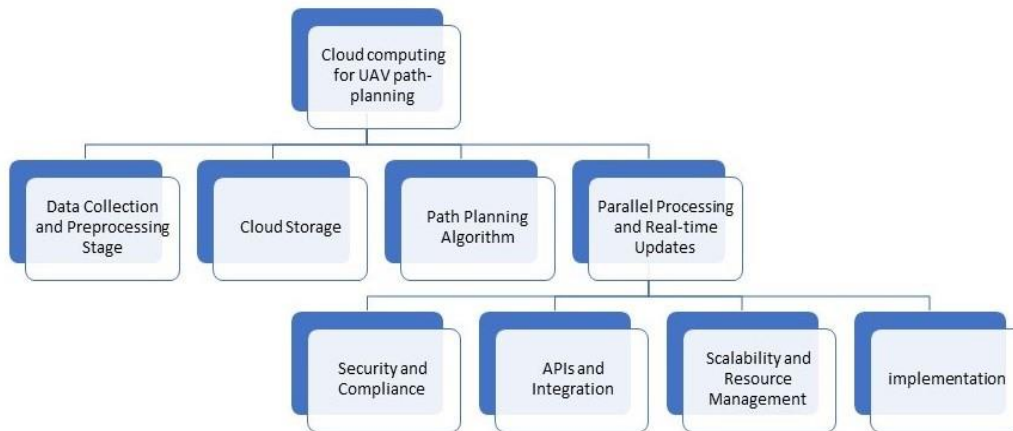 Cloud computing
for UAV path-
planning
Data Collection
and Preprocessing
Stage
Cloud Storage
Path Planning
Algorithm
Parallel Processing
and Real-time
Updates
Security and
Compliance
APIs and
Integration
Scalability and
Resource
Management
implementation